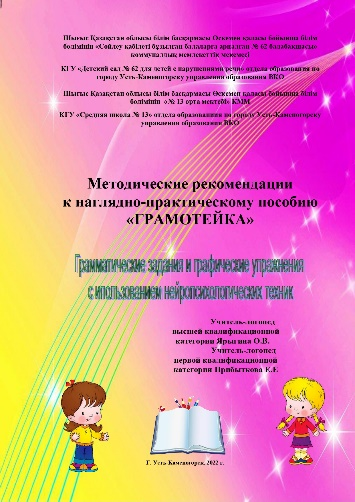 Шығыс Қазақстан облысы білім басқармасы Өскемен қаласы бойынша білім
бөлімінің «Сөйлеу қабілеті бұзылған балаларға арналған № 62 балабақшасы»
коммуналдық мемлекеттік мекемесі
КГУ «Детский сад № 62 для детей с нарушениями речи» отдела образования по
городу Усть-Каменогорску управления образования ВКО
Шығыс Қазақстан облысы білім басқармасы Өскемен қаласы бойынша білім
бөлімінің «№ 13 орта мектебі» КММ
КГУ «Средняя школа № 13» отдела образования по городу Усть-Каменогорску
управления образования ВКО
Методические рекомендации
к наглядно-практическому пособию
«ГРАМОТЕЙКА»
Грамматические задания и графические упражнения
с ипользованием нейропсихологических техник
Учитель-логопед
высшей квалификационной
категории Ярыгина О.В.
Учитель-логопед
первой квалификационной
категории Прибыткова Е.Е
Г. Усть-Каменогорск, 2022 г.